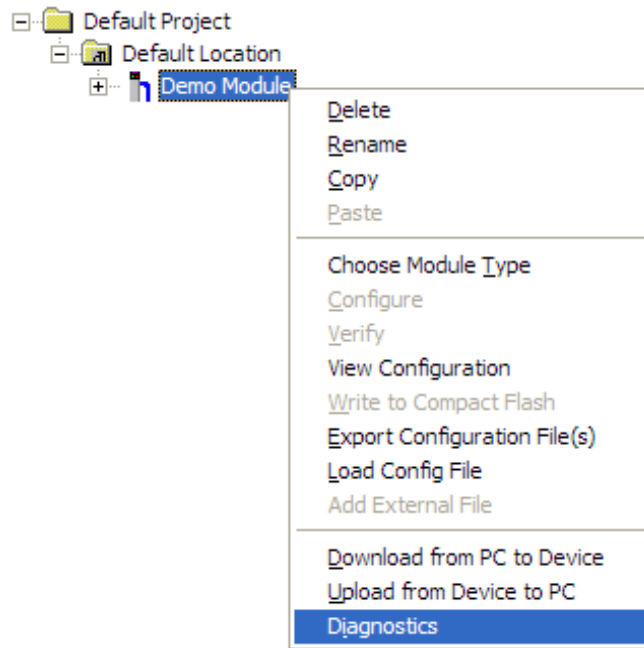 Default Project
Default Location
Demo Module
Delete
Rename
Copy
Paste
Choose Module Type
Configure
Verify
View Configuration
Write to Compact Flash
Export Configuration File(s)
Load Config File
Add External File
Download from PC to Device
Upload from Device to PC
Diagnostics